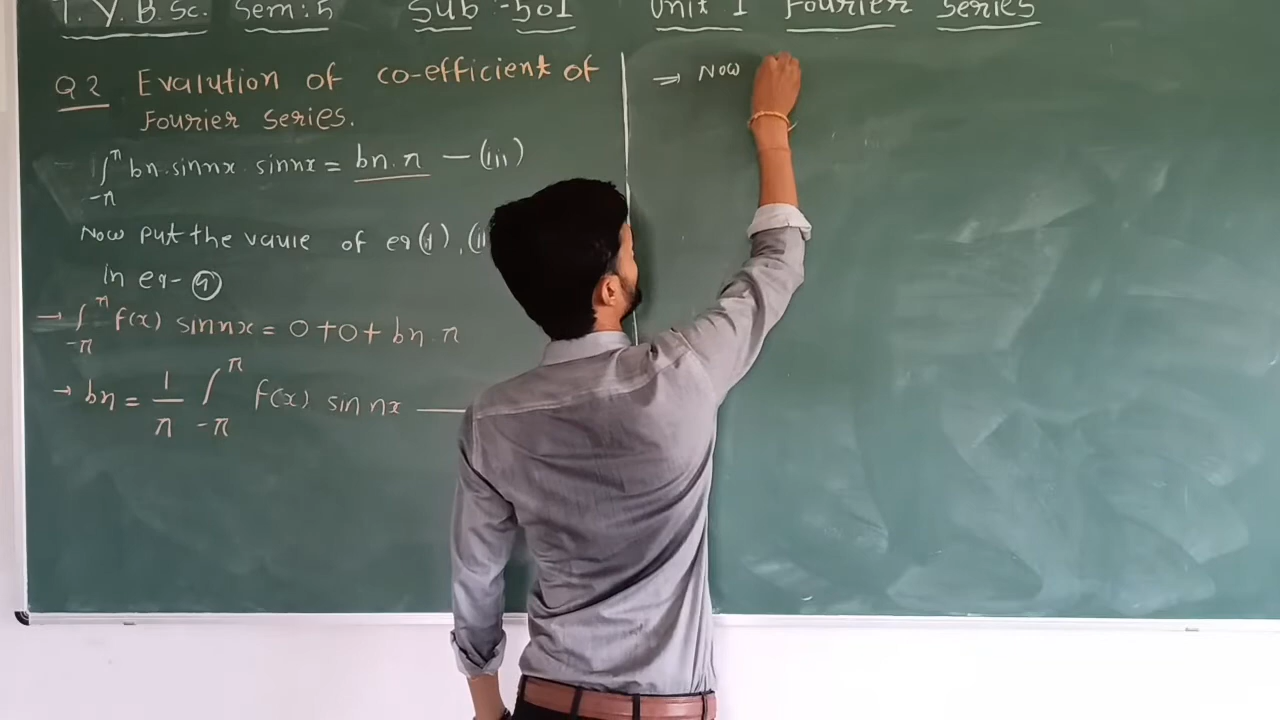 T. Y. B.Sc. Sem:5 Sub :-501 Unit 1 Fourier Series
Q 2 Evalution of co-efficient of
Fourier Series.
∫_{-π}^{π} bn.sinnx. sinnx = bn.π — (iii)
Now put the value of eq (i), (ii
in eq- ④
→ ∫_{-π}^{π} f(x) sinnx = 0+0+ bn.π
→ bn = 1/π ∫_{-π}^{π} f(x) sin nx —
⇒ Now